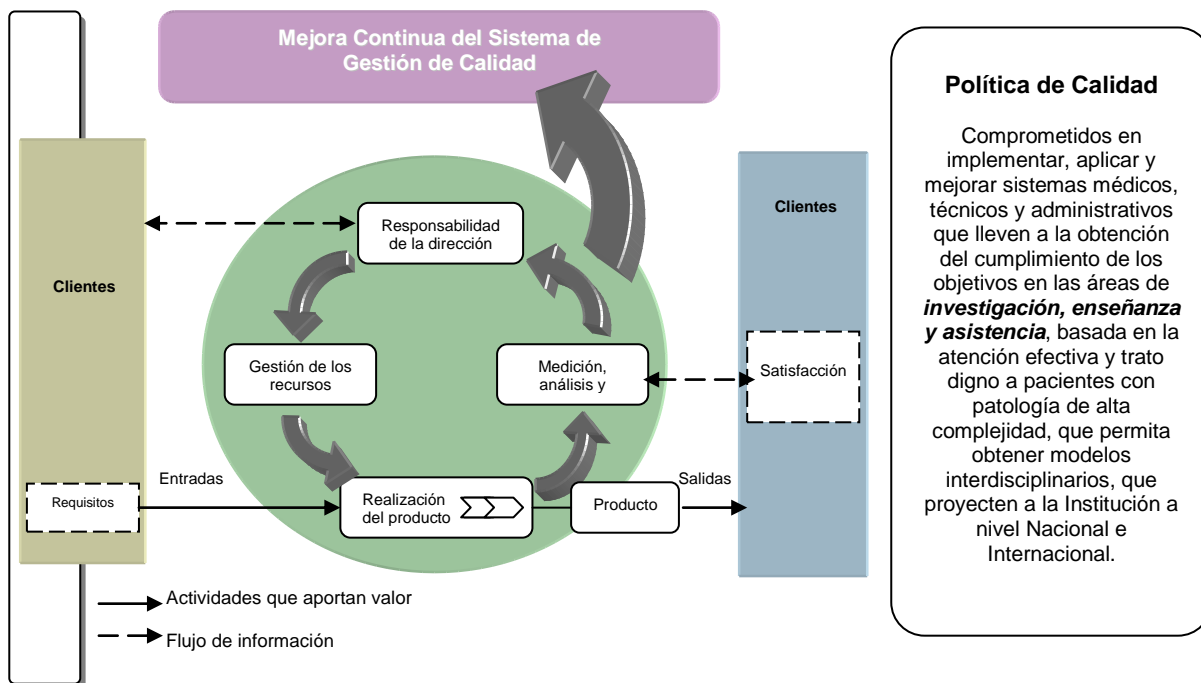 Mejora Continua del Sistema de
Gestión de Calidad
Clientes
Responsabilidad
de la dirección
Clientes
Gestión de los
recursos
Medición,
análisis y
Satisfacción
Requisitos
Entradas
Realización
del producto
Producto
Salidas
Actividades que aportan valor
Flujo de información
Política de Calidad
Comprometidos en
implementar, aplicar y
mejorar sistemas médicos,
técnicos y administrativos
que lleven a la obtención
del cumplimiento de los
objetivos en las áreas de
investigación, enseñanza
y asistencia, basada en la
atención efectiva y trato
digno a pacientes con
patología de alta
complejidad, que permita
obtener modelos
interdisciplinarios, que
proyecten a la Institución a
nivel Nacional e
Internacional.